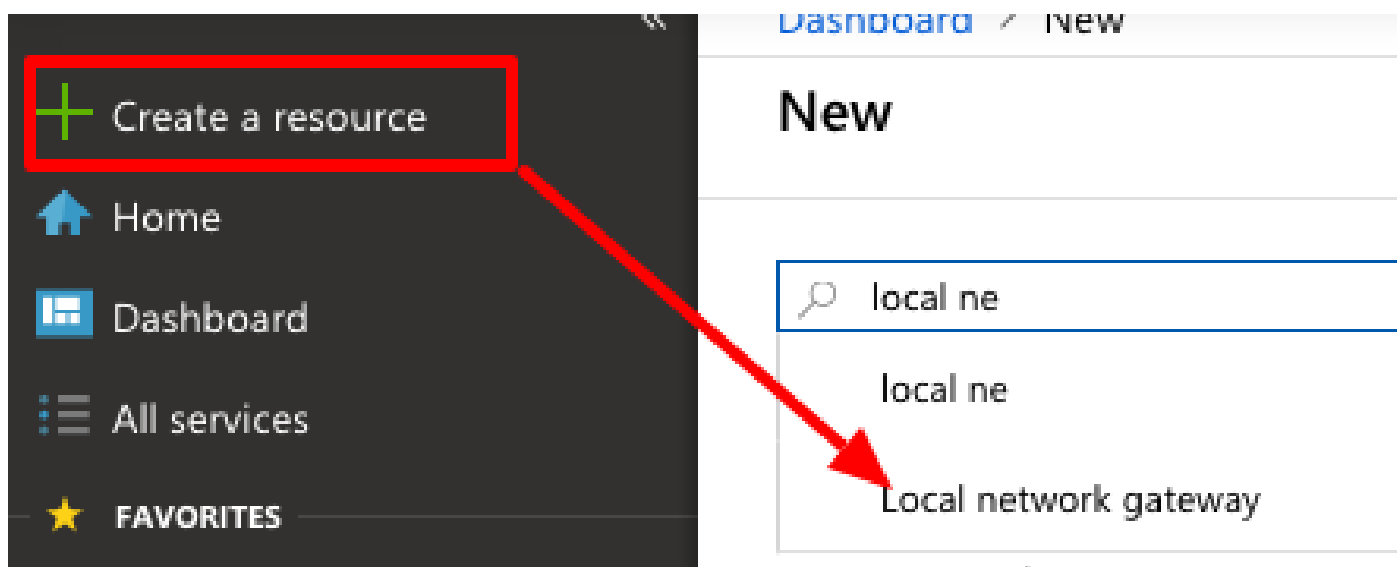 Create a resource
Home
Dashboard
All services
FAVORITES
Dashboard > New
New
local ne
local ne
Local network gateway